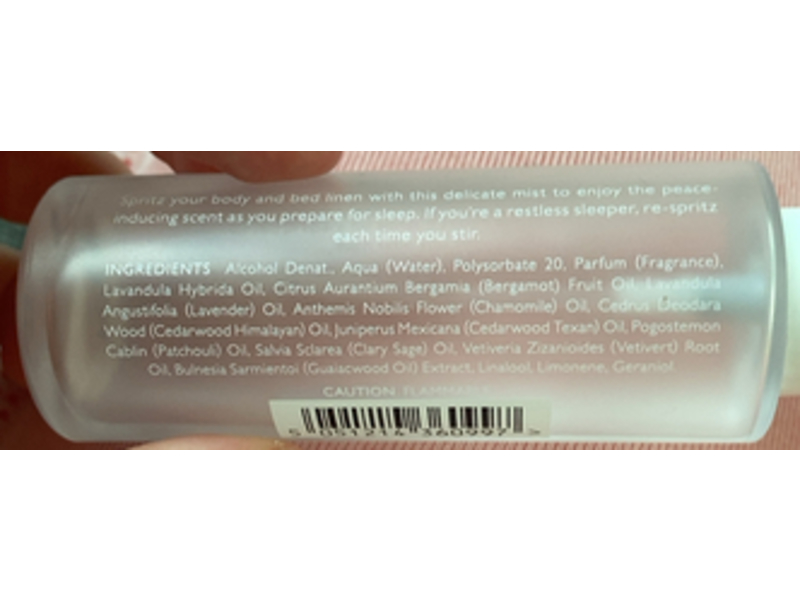 Spritz your body and bed linen with this delicate mist to enjoy the peace-
inducing scent as you prepare for sleep. If you're a restless sleeper, re-spritz
each time you stir.
INGREDIENTS Alcohol Denat., Aqua (Water), Polysorbate 20, Parfum (Fragrance),
Lavandula Hybrida Oil, Citrus Aurantium Bergamia (Bergamot) Fruit Oil, Lavandula
Angustifolia (Lavender) Oil, Anthemis Nobilis Flower (Chamomile) Oil, Cedrus Deodara
Wood (Cedarwood Himalayan) Oil, Juniperus Mexicana (Cedarwood Texan) Oil, Pogostemon
Cablin (Patchouli) Oil, Salvia Sclarea (Clary Sage) Oil, Vetiveria Zizanioides (Vetivert) Root
Oil, Bulnesia Sarmientoi (Guaiacwood Oil) Extract, Linalool, Limonene, Geraniol.
CAUTION FLAMMABLE
5 051214 360997 >